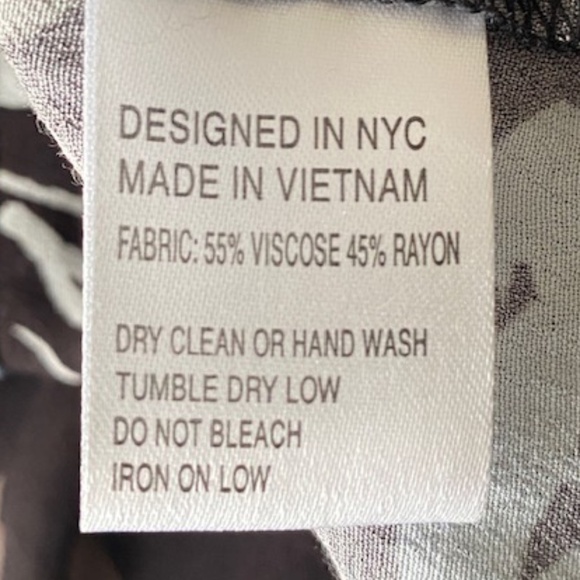 DESIGNED IN NYC
MADE IN VIETNAM
FABRIC: 55% VISCOSE 45% RAYON
DRY CLEAN OR HAND WASH
TUMBLE DRY LOW
DO NOT BLEACH
IRON ON LOW